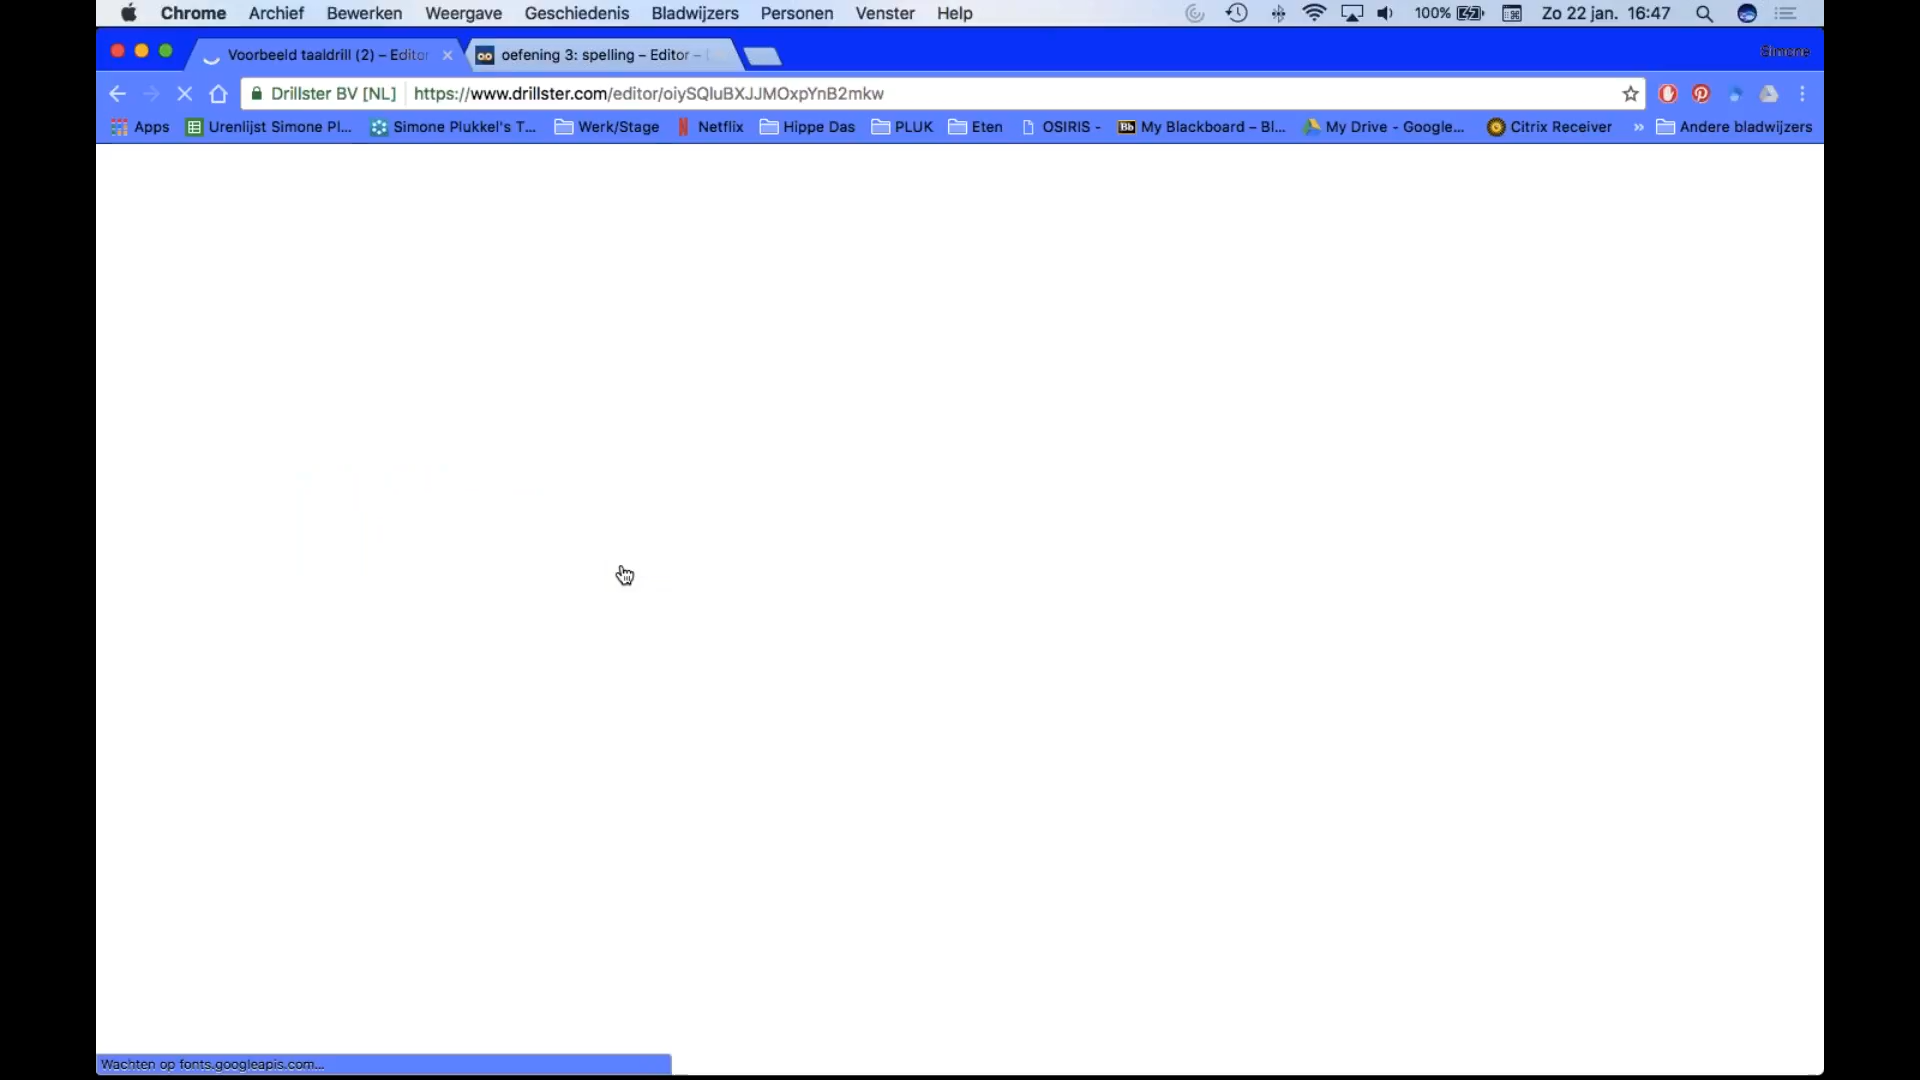 Chrome Archief Bewerken Weergave Geschiedenis Bladwijzers Personen Venster Help 100% Zo 22 jan. 16:47
Voorbeeld taaldrill (2) – Editor oefening 3: spelling – Editor – Simone
Drillster BV [NL] https://www.drillster.com/editor/oiySQIuBXJJMOxpYnB2mkw
Apps Urenlijst Simone Pl... Simone Plukkel's T... Werk/Stage Netflix Hippe Das PLUK Eten OSIRIS - Bb My Blackboard – Bl... My Drive - Google... Citrix Receiver » Andere bladwijzers
Wachten op fonts.googleapis.com...